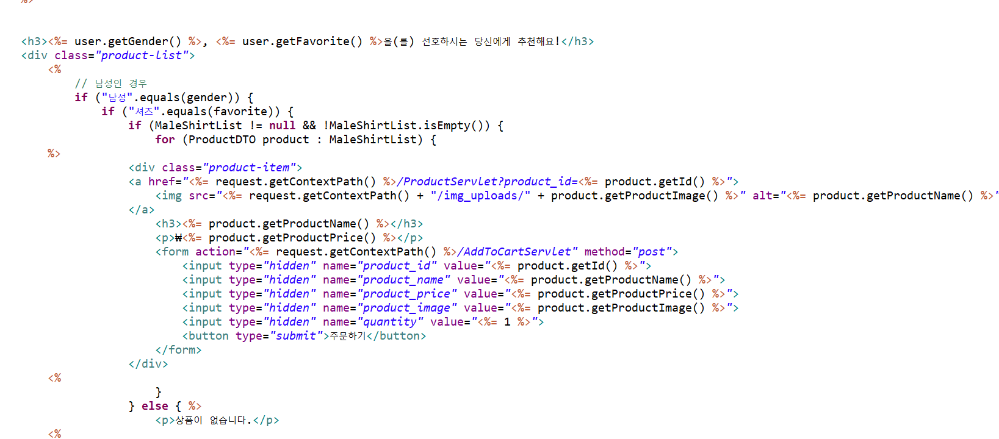 %>
<h3><%= user.getGender() %>, <%= user.getFavorite() %>을(를) 선호하시는 당신에게 추천해요!</h3>
<div class="product-list">
<%
// 남성인 경우
if ("남성".equals(gender)) {
if ("셔츠".equals(favorite)) {
if (MaleShirtList != null && !MaleShirtList.isEmpty()) {
for (ProductDTO product : MaleShirtList) {
%>
<div class="product-item">
<a href="<%= request.getContextPath() %>/ProductServlet?product_id=<%= product.getId() %>">
<img src="<%= request.getContextPath() + "/img_uploads/" + product.getProductImage() %>" alt="<%= product.getProductName() %>"
</a>
<h3><%= product.getProductName() %></h3>
<p>₩<%= product.getProductPrice() %></p>
<form action="<%= request.getContextPath() %>/AddToCartServlet" method="post">
<input type="hidden" name="product_id" value="<%= product.getId() %>">
<input type="hidden" name="product_name" value="<%= product.getProductName() %>">
<input type="hidden" name="product_price" value="<%= product.getProductPrice() %>">
<input type="hidden" name="product_image" value="<%= product.getProductImage() %>">
<input type="hidden" name="quantity" value="<%= 1 %>">
<button type="submit">주문하기</button>
</form>
</div>
<%
}
} else { %>
<p>상품이 없습니다.</p>
<%